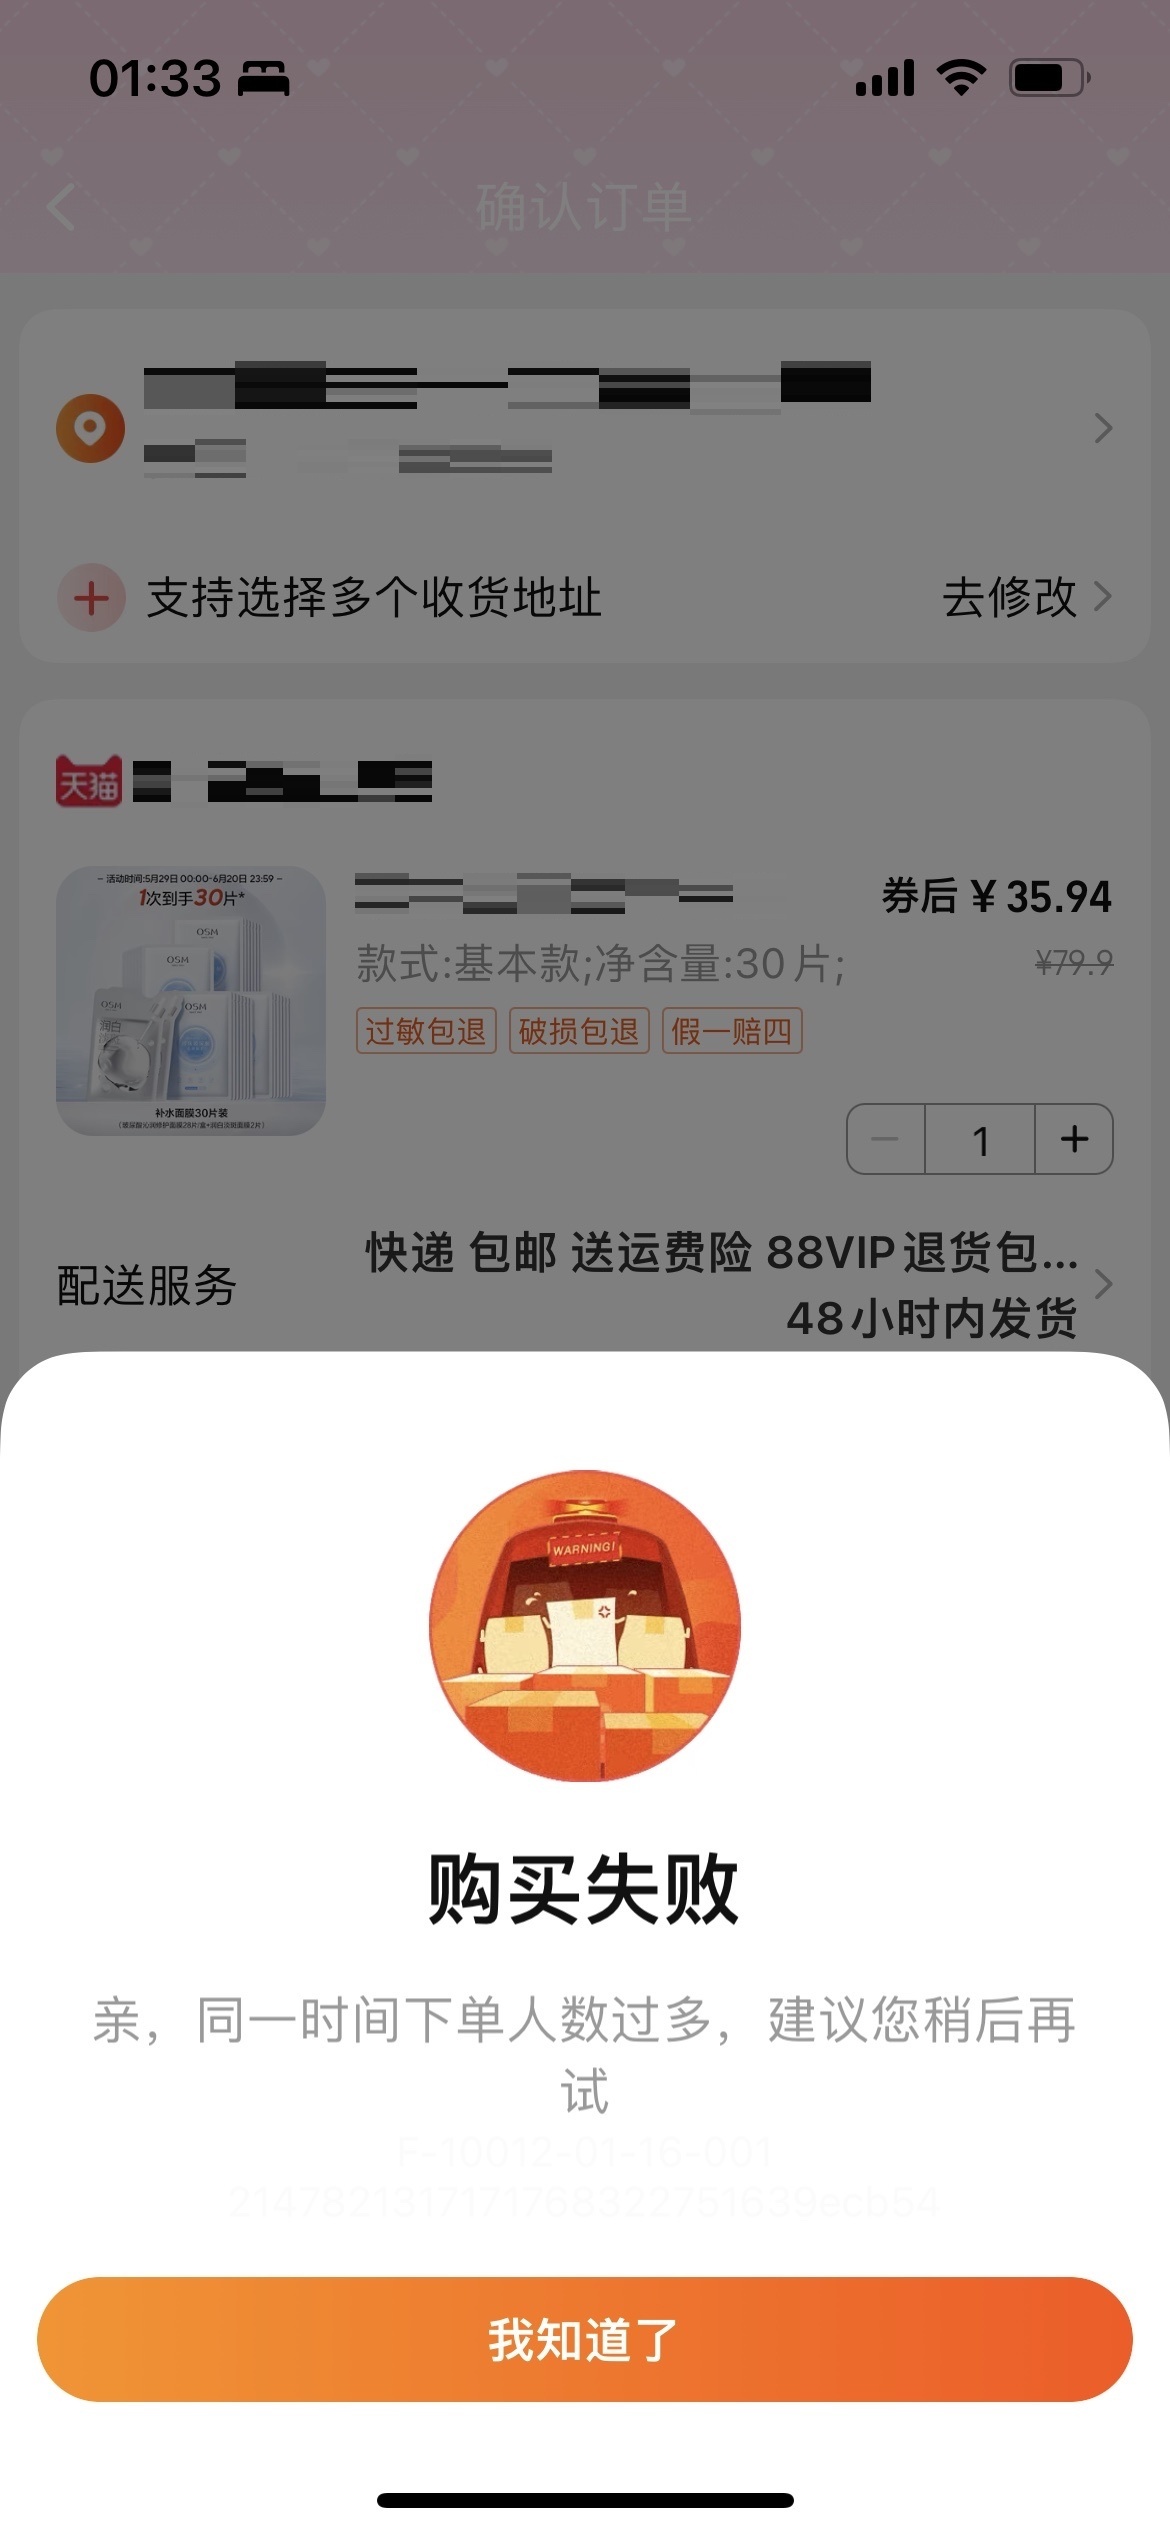 01:33
确认订单
支持选择多个收货地址
去修改
天猫
- 活动时间:5月29日 00:00-6月20日 23:59 -
1次到手30片*
QSM
QSM
QSM
QSM
润白
补水面膜30片装
券后 ¥ 35.94
款式:基本款;净含量:30片;
¥79.9
过敏包退 破损包退 假一赔四
1
配送服务
快递 包邮 送运费险 88VIP退货包...
48小时内发货
WARNING!
购买失败
亲，同一时间下单人数过多，建议您稍后再
试
F-10012-01-16-001
2147821317171768322751639ecb54
我知道了